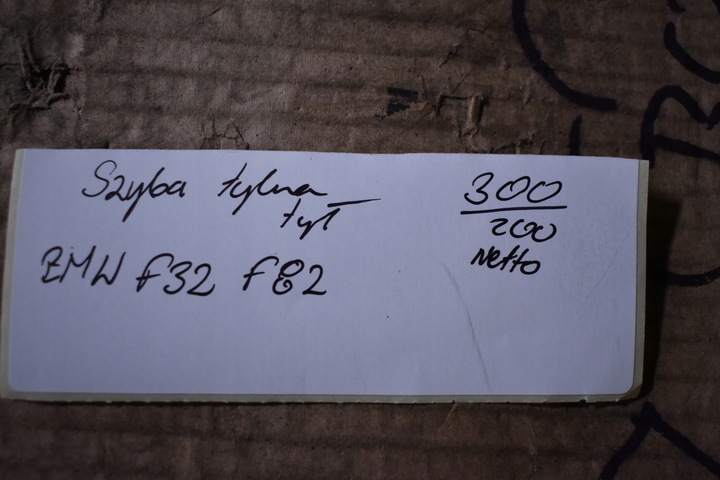 Szyba tylna
tył
BMW F32 F82
300
200
Netto